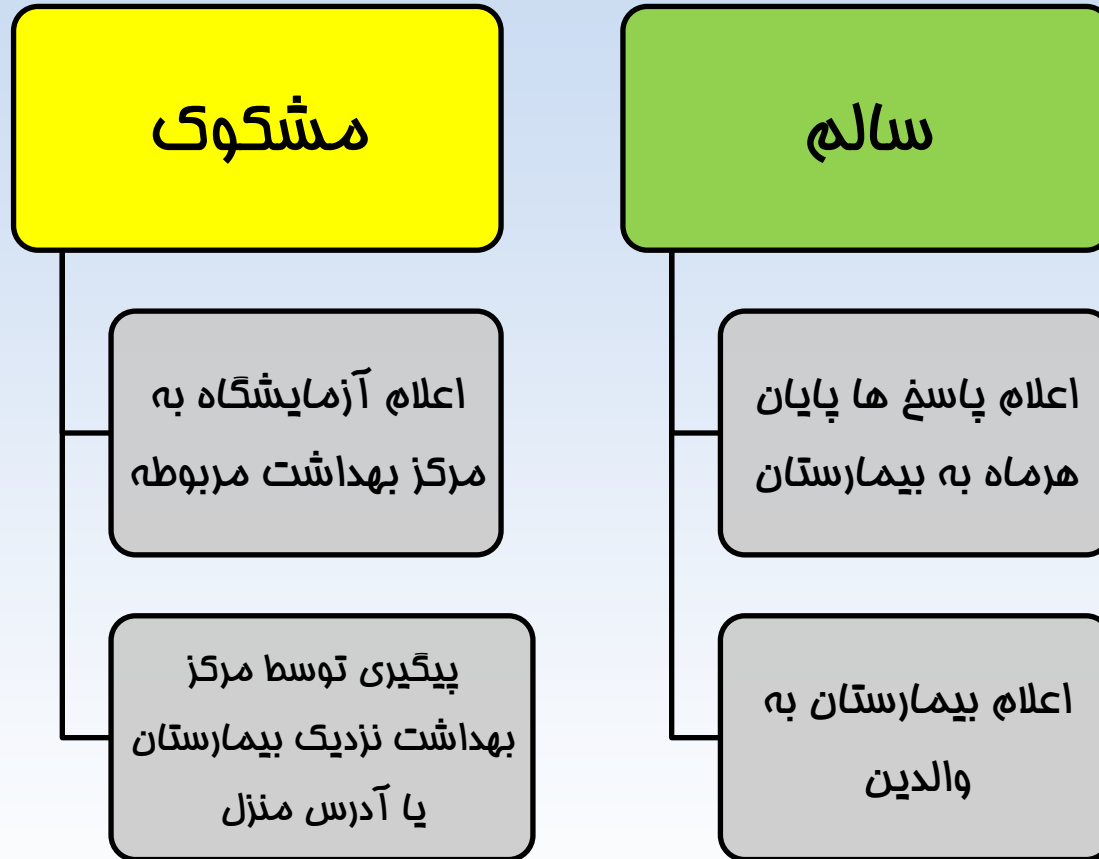 سالم
اعلام پاسخ ها پایان
هرماه به بیمارستان
اعلام بیمارستان به
والدین
مشکوک
اعلام آزمایشگاه به
مرکز بهداشت مربوطه
پیگیری توسط مرکز
بهداشت نزدیک بیمارستان
یا آدرس منزل